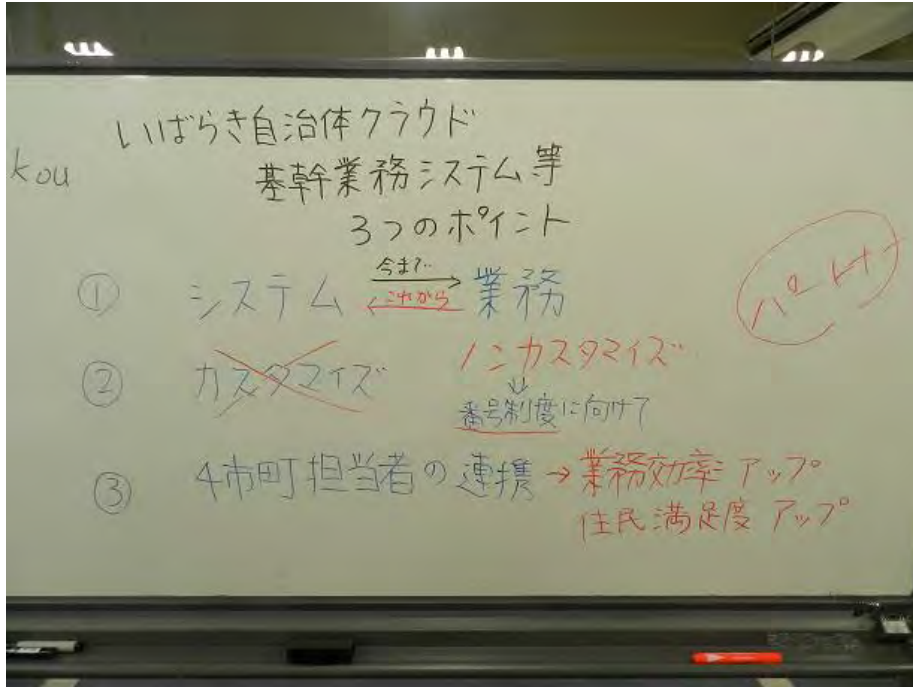 いばらき自治体クラウド
kou
基幹業務システム等
3つのポイント
① システム 今まで… → ← これから 業務
パートナー
② カスタマイズ ノンカスタマイズ
⇓
番号制度に向けて
③ 4市町担当者の連携 → 業務効率 アップ
住民満足度 アップ